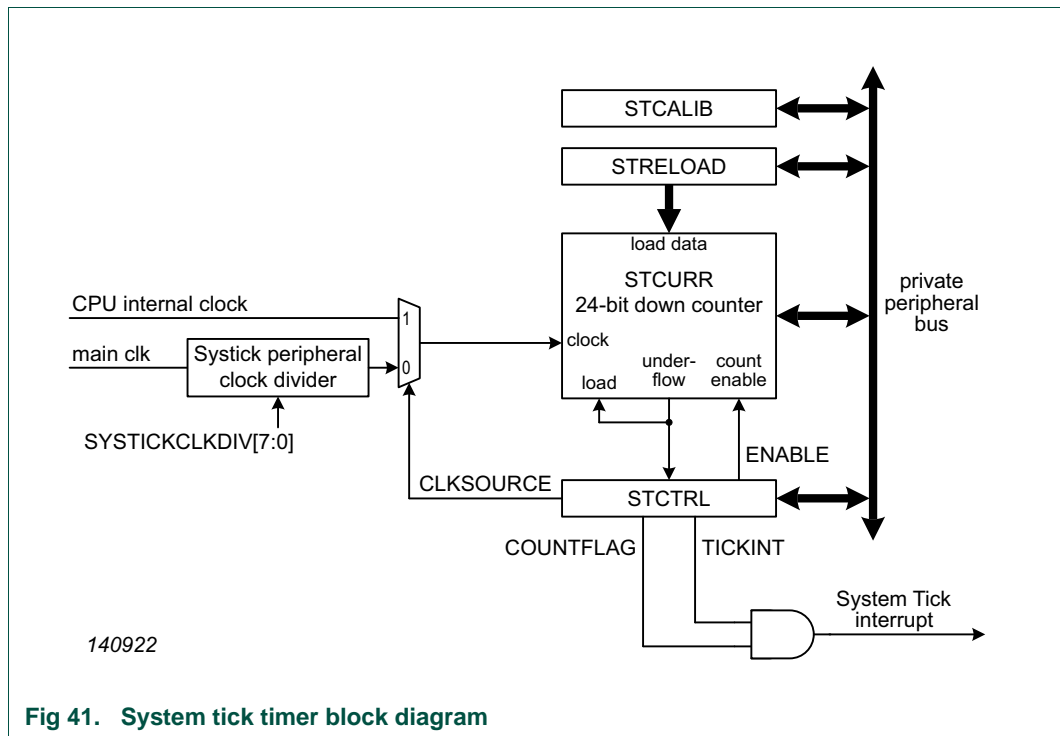 STCALIB
STRELOAD
load data
STCURR
24-bit down counter
private
peripheral
bus
CPU internal clock
1
main clk
Systick peripheral
clock divider
0
clock
under-
flow
count
enable
load
SYSTICKCLKDIV[7:0]
ENABLE
CLKSOURCE
STCTRL
COUNTFLAG
TICKINT
System Tick
interrupt
140922
Fig 41. System tick timer block diagram